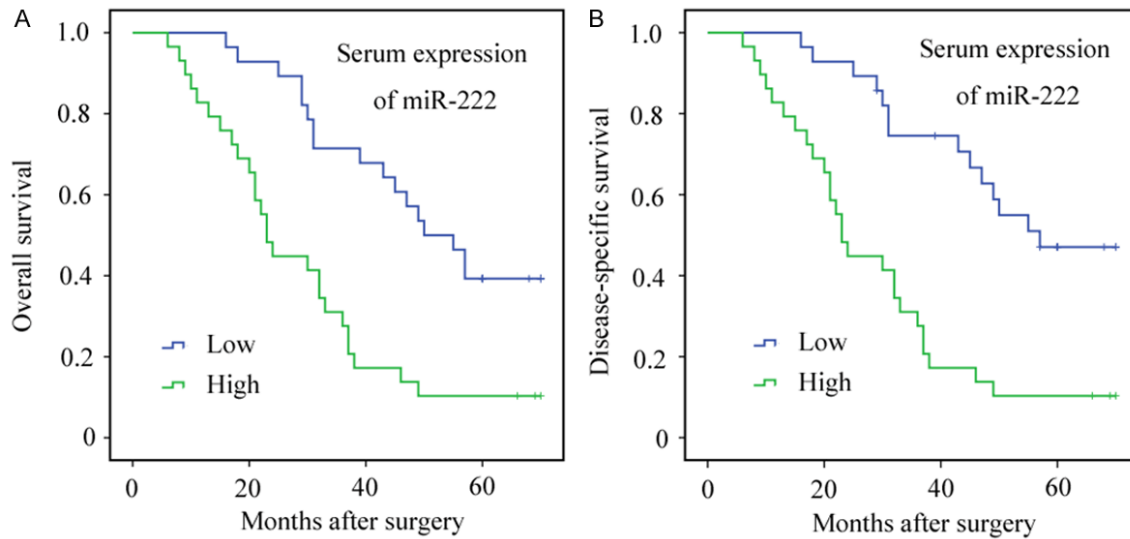 A
Overall survival
1.0
0.8
0.6
0.4
0.2
0
Serum expression
of miR-222
Low
High
0 20 40 60
Months after surgery
B
Disease-specific survival
1.0
0.8
0.6
0.4
0.2
0
Serum expression
of miR-222
Low
High
0 20 40 60
Months after surgery